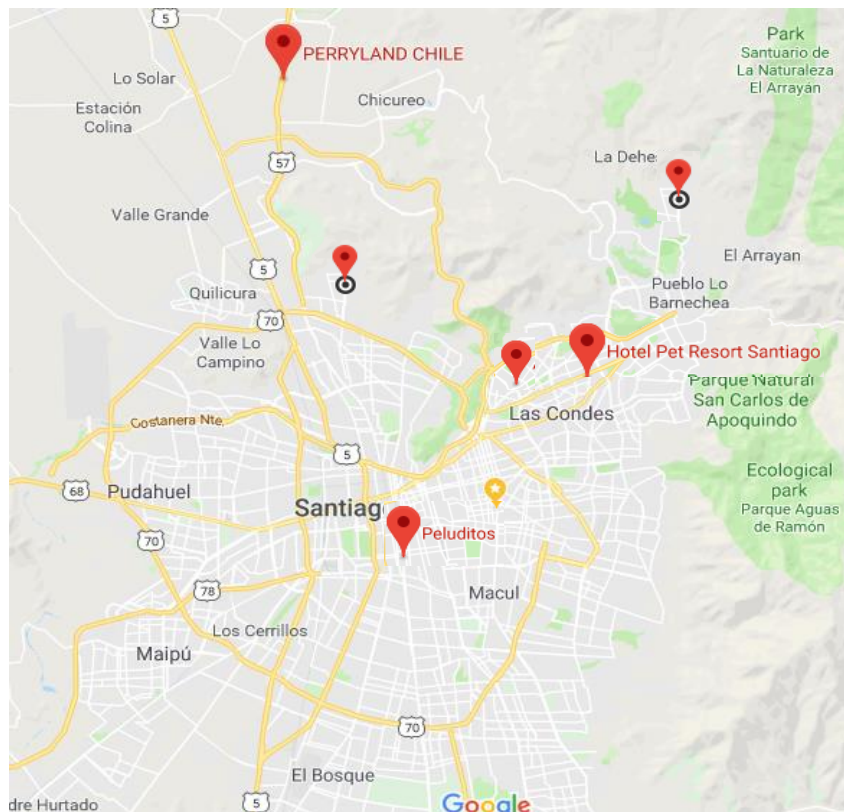 5
Park
Santuario de
La Naturaleza
El Arrayán
PERRYLAND CHILE
Lo Solar
Chicureo
Estación
Colina
57
La Dehe
Valle Grande
El Arrayan
5
Quilicura
Pueblo Lo
Barnechea
70
Valle Lo
Campino
Hotel Pet Resort Santiago
Parque Natural
San Carlos de
Apoquindo
Las Condes
Costanera Nte.
5
Ecological
park
Parque Aguas
de Ramón
68
Pudahuel
Santiag
Peluditos
70
78
Macul
Los Cerrillos
Maipú
70
El Bosque
dre Hurtado
5
Google